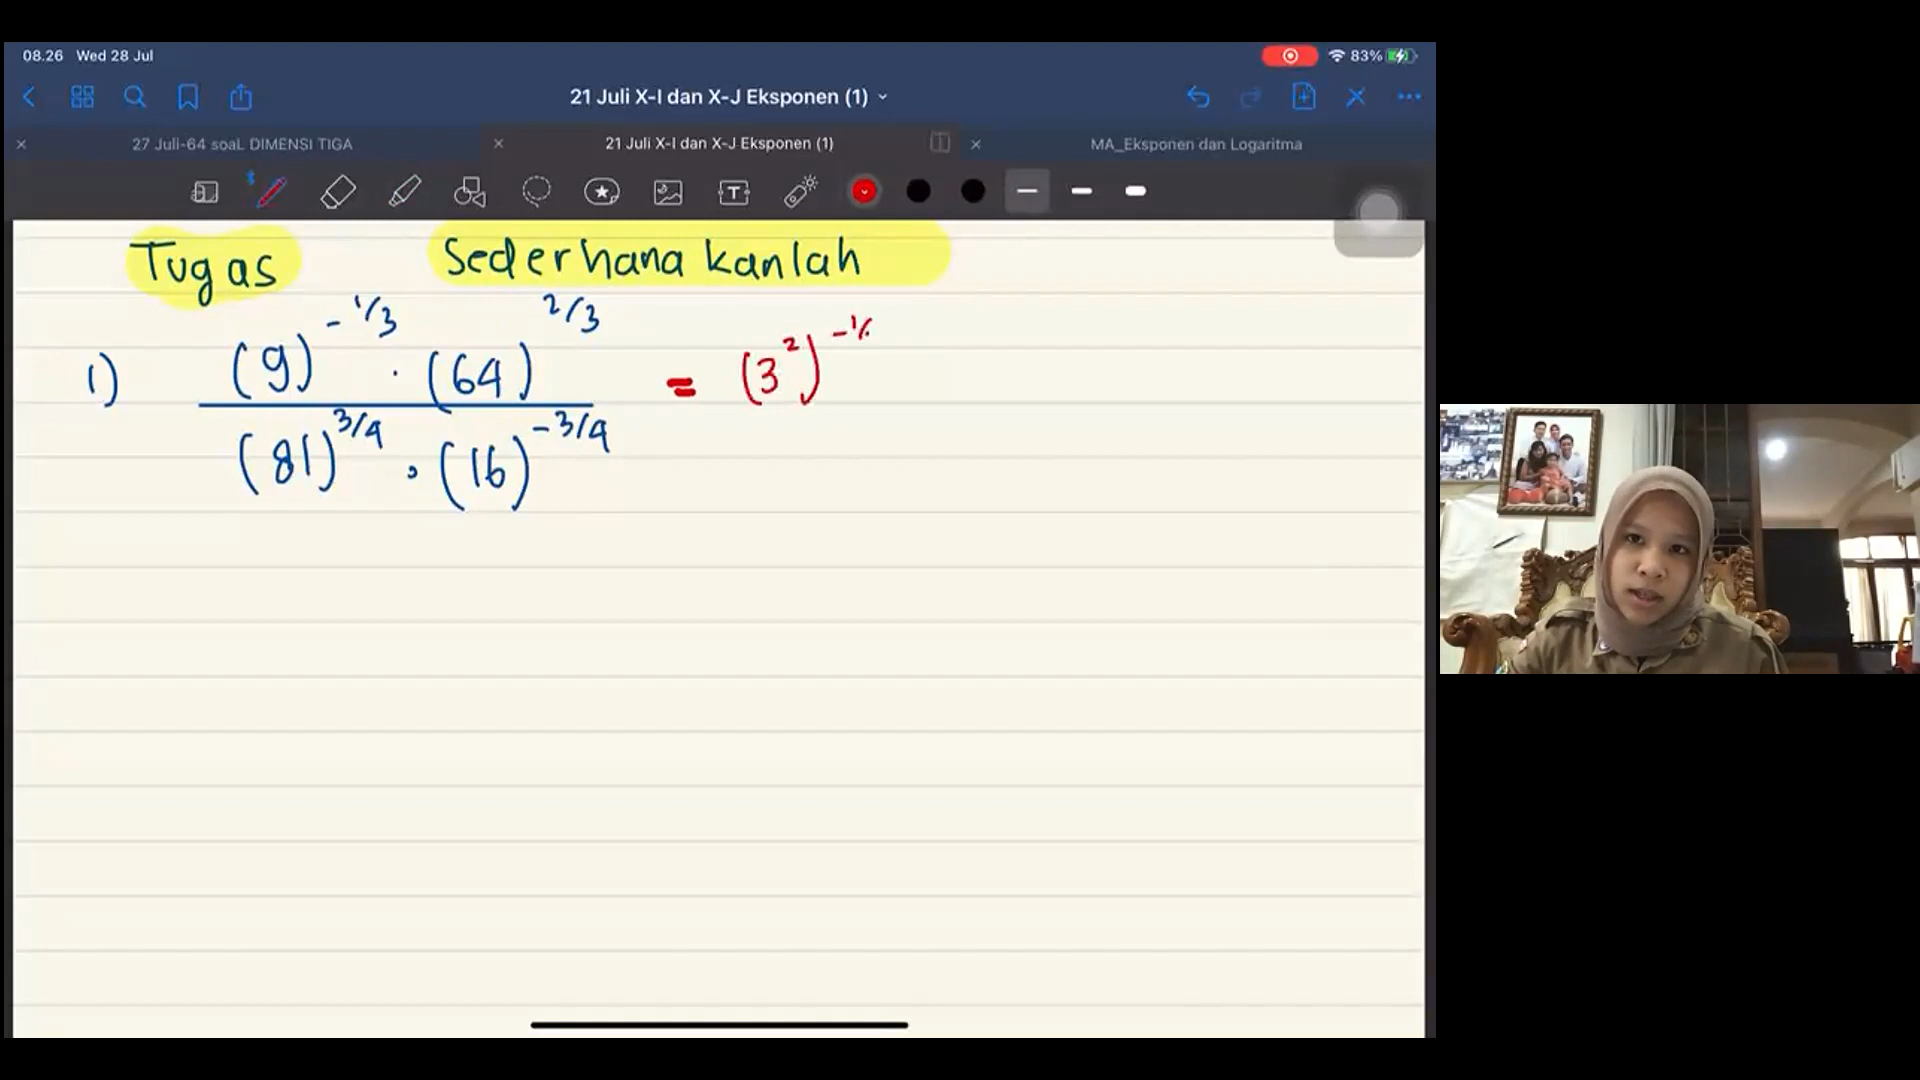 08.26 Wed 28 Jul 83%
21 Juli X-I dan X-J Eksponen (1)
27 Juli-64 soaL DIMENSI TIGA
21 Juli X-I dan X-J Eksponen (1)
MA_Eksponen dan Logaritma
T
Tugas Sederhanakanlah
1) (9)^-1/3 . (64)^2/3 = (3^2)^-1/
(81)^3/4 . (16)^-3/4